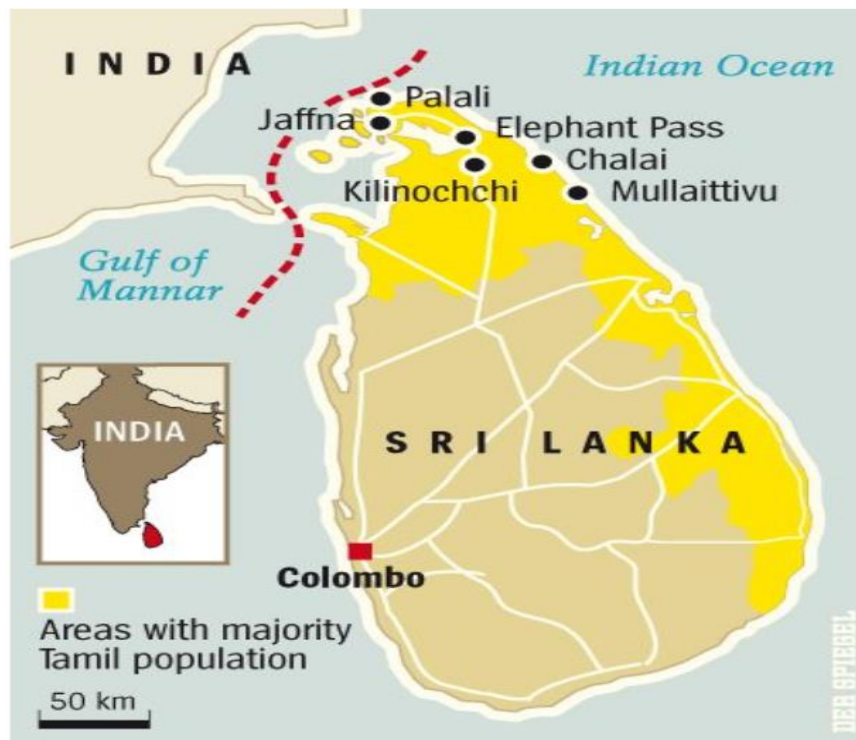 INDIA
Indian Ocean
Palali
Jaffna
Elephant Pass
Chalai
Kilinochchi
Mullaittivu
Gulf of
Mannar
INDIA
SRI LANKA
Colombo
Areas with majority
Tamil population
50 km
DER SPIEGEL